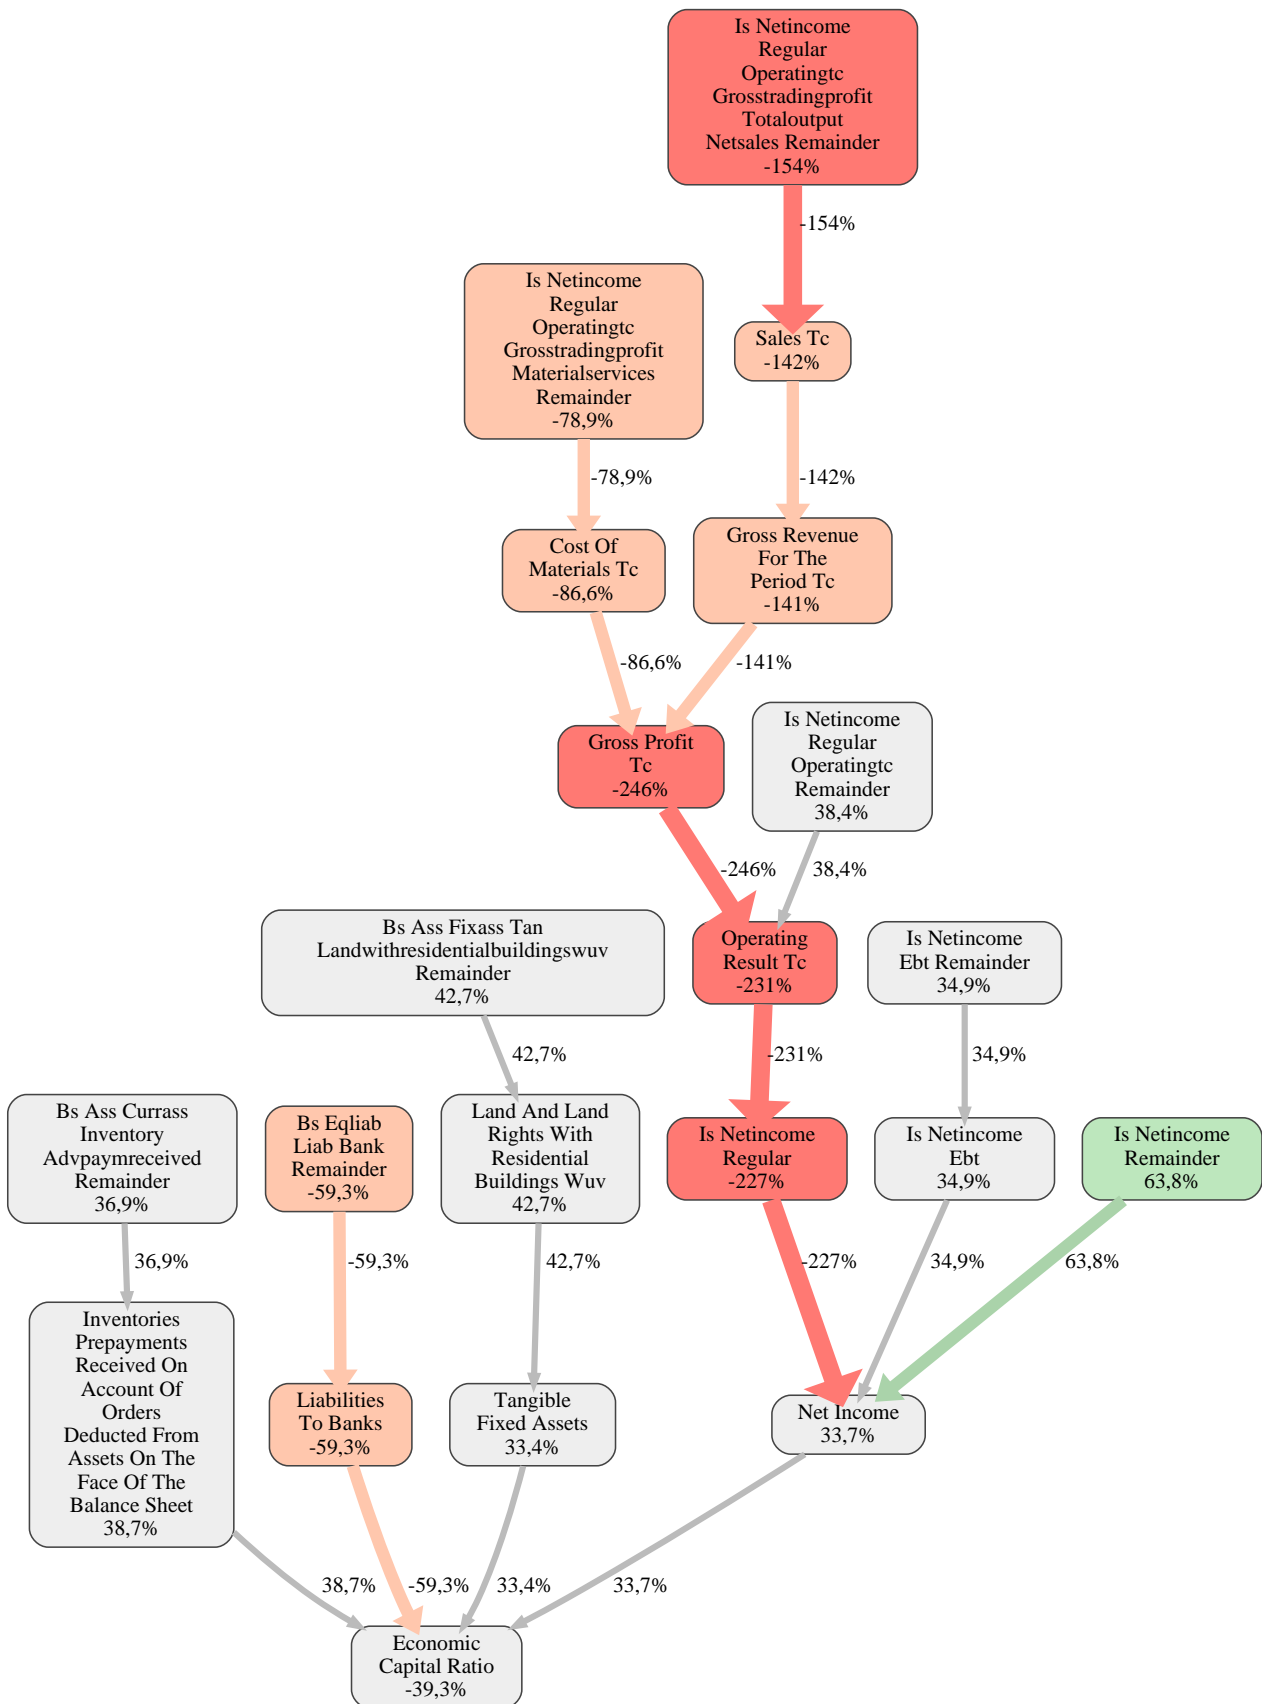 Is Netincome
Regular
Operatingtc
Grosstradingprofit
Totaloutput
Netsales Remainder
-154%
-154%
Is Netincome
Regular
Operatingtc
Grosstradingprofit
Materialservices
Remainder
-78,9%
Sales Tc
-142%
-78,9%
-142%
Cost Of
Materials Tc
-86,6%
Gross Revenue
For The
Period Tc
-141%
-86,6%
-141%
Gross Profit
Tc
-246%
Is Netincome
Regular
Operatingtc
Remainder
38,4%
-246%
38,4%
Bs Ass Fixass Tan
Landwithresidentialbuildingswuv
Remainder
42,7%
Operating
Result Tc
-231%
Is Netincome
Ebt Remainder
34,9%
42,7%
-231%
34,9%
Bs Ass Currass
Inventory
Advpaymreceived
Remainder
36,9%
Bs Eqliab
Liab Bank
Remainder
-59,3%
Land And Land
Rights With
Residential
Buildings Wuv
42,7%
Is Netincome
Regular
-227%
Is Netincome
Ebt
34,9%
Is Netincome
Remainder
63,8%
36,9%
-59,3%
42,7%
-227%
34,9%
63,8%
Inventories
Prepayments
Received On
Account Of
Orders
Deducted From
Assets On The
Face Of The
Balance Sheet
38,7%
Liabilities
To Banks
-59,3%
Tangible
Fixed Assets
33,4%
Net Income
33,7%
38,7%
-59,3%
33,4%
33,7%
Economic
Capital Ratio
-39,3%